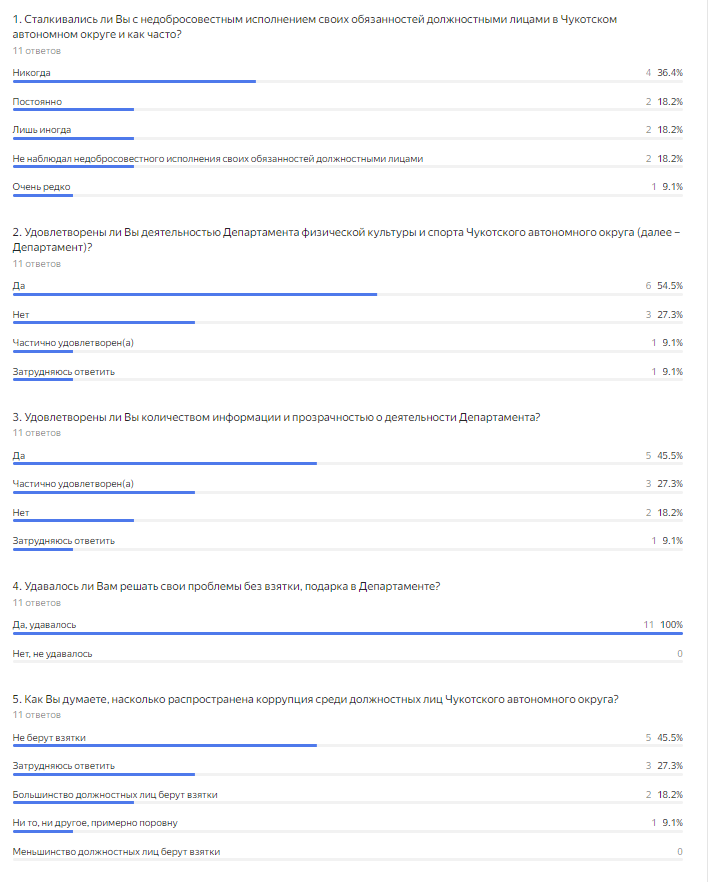 1. Сталкивались ли Вы с недобросовестным исполнением своих обязанностей должностными лицами в Чукотском
автономном округе и как часто?
11 ответов
Никогда 4 36.4%
Постоянно 2 18.2%
Лишь иногда 2 18.2%
Не наблюдал недобросовестного исполнения своих обязанностей должностными лицами 2 18.2%
Очень редко 1 9.1%
2. Удовлетворены ли Вы деятельностью Департамента физической культуры и спорта Чукотского автономного округа (далее –
Департамент)?
11 ответов
Да 6 54.5%
Нет 3 27.3%
Частично удовлетворен(а) 1 9.1%
Затрудняюсь ответить 1 9.1%
3. Удовлетворены ли Вы количеством информации и прозрачностью о деятельности Департамента?
11 ответов
Да 5 45.5%
Частично удовлетворен(а) 3 27.3%
Нет 2 18.2%
Затрудняюсь ответить 1 9.1%
4. Удавалось ли Вам решать свои проблемы без взятки, подарка в Департаменте?
11 ответов
Да, удавалось 11 100%
Нет, не удавалось 0
5. Как Вы думаете, насколько распространена коррупция среди должностных лиц Чукотского автономного округа?
11 ответов
Не берут взятки 5 45.5%
Затрудняюсь ответить 3 27.3%
Большинство должностных лиц берут взятки 2 18.2%
Ни то, ни другое, примерно поровну 1 9.1%
Меньшинство должностных лиц берут взятки 0